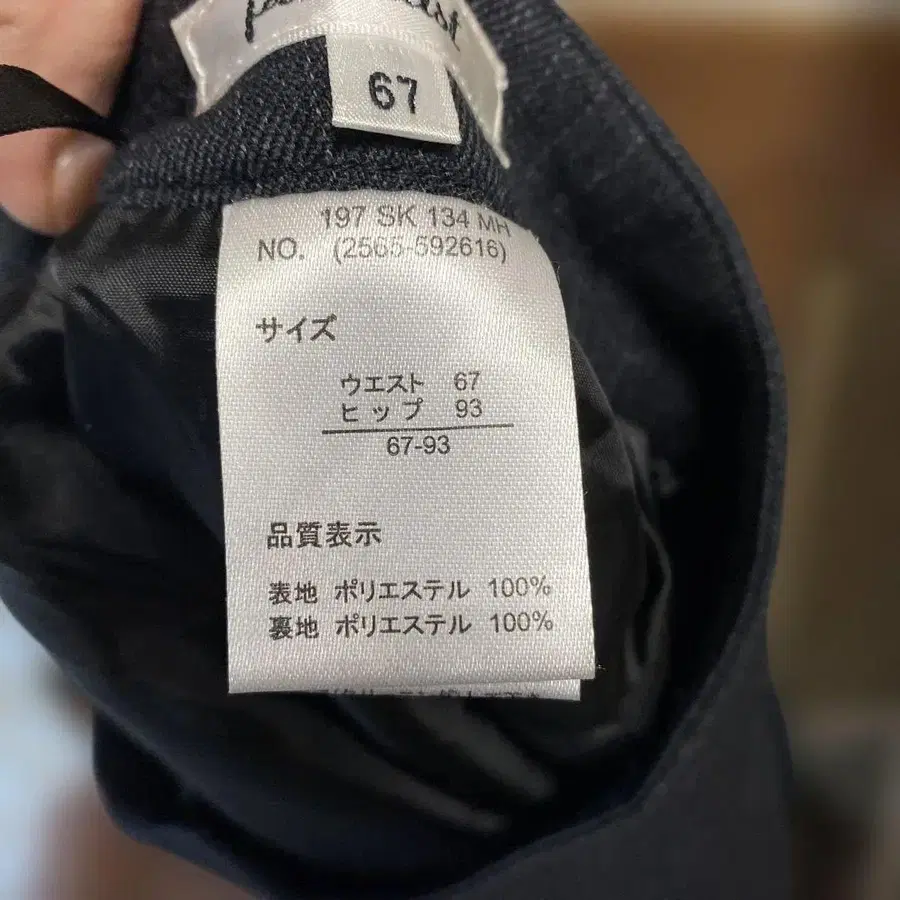 67
197 SK 134 MH
NO. (2565-592616)
サイズ
ウエスト 67
ヒップ 93
67-93
品質表示
表地 ポリエステル 100%
裏地 ポリエステル 100%